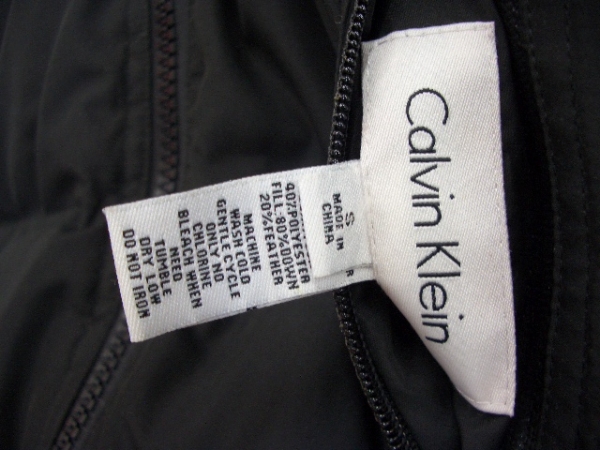 Calvin Klein
S
MADE IN
CHINA
R
40%POLYESTER
FILL:80%DOWN
20%FEATHER
MACHINE
WASH COLD
GENTLE CYCLE
ONLY NO
CHLORINE
BLEACH WHEN
NEED
TUMBLE
DRY LOW
DO NOT IRON